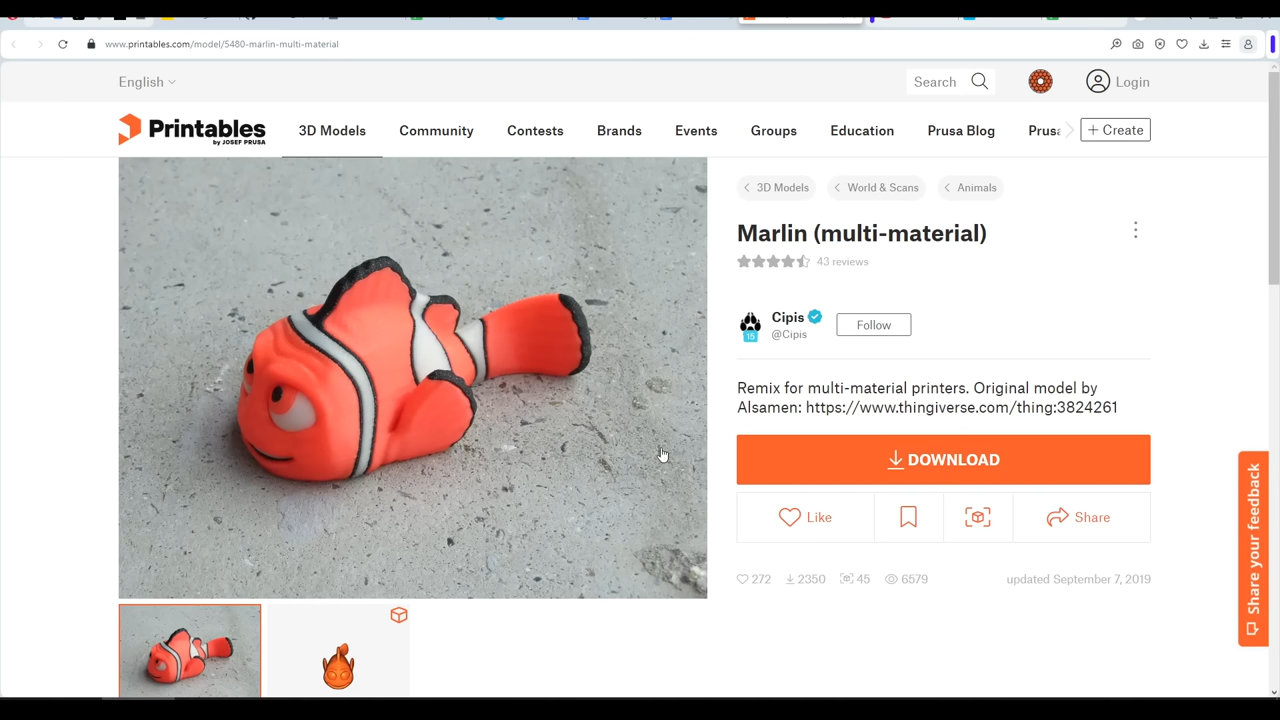 www.printables.com/model/5480-marlin-multi-material
English
Search
Login
Printables
by JOSEF PRUSA
3D Models
Community
Contests
Brands
Events
Groups
Education
Prusa Blog
Prusa
+ Create
3D Models
World & Scans
Animals
Marlin (multi-material)
43 reviews
Cipis
@Cipis
15
Follow
Remix for multi-material printers. Original model by
Alsamen: https://www.thingiverse.com/thing:3824261
DOWNLOAD
Like
Share
272
2350
45
6579
updated September 7, 2019
Share your feedback